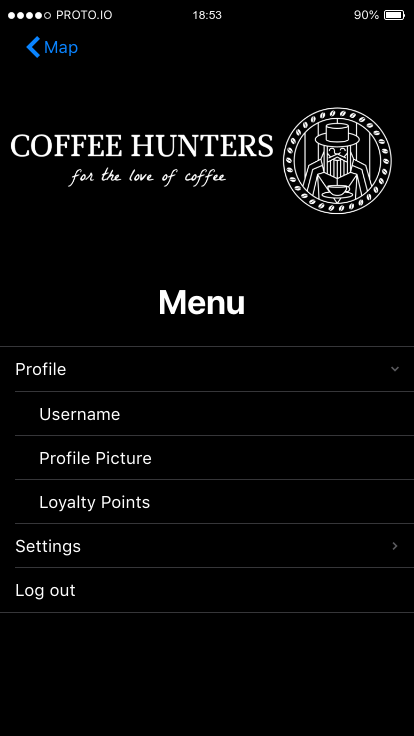 PROTO.IO 18:53 90%
Map
COFFEE HUNTERS
for the love of coffee
Menu
Profile
Username
Profile Picture
Loyalty Points
Settings
Log out